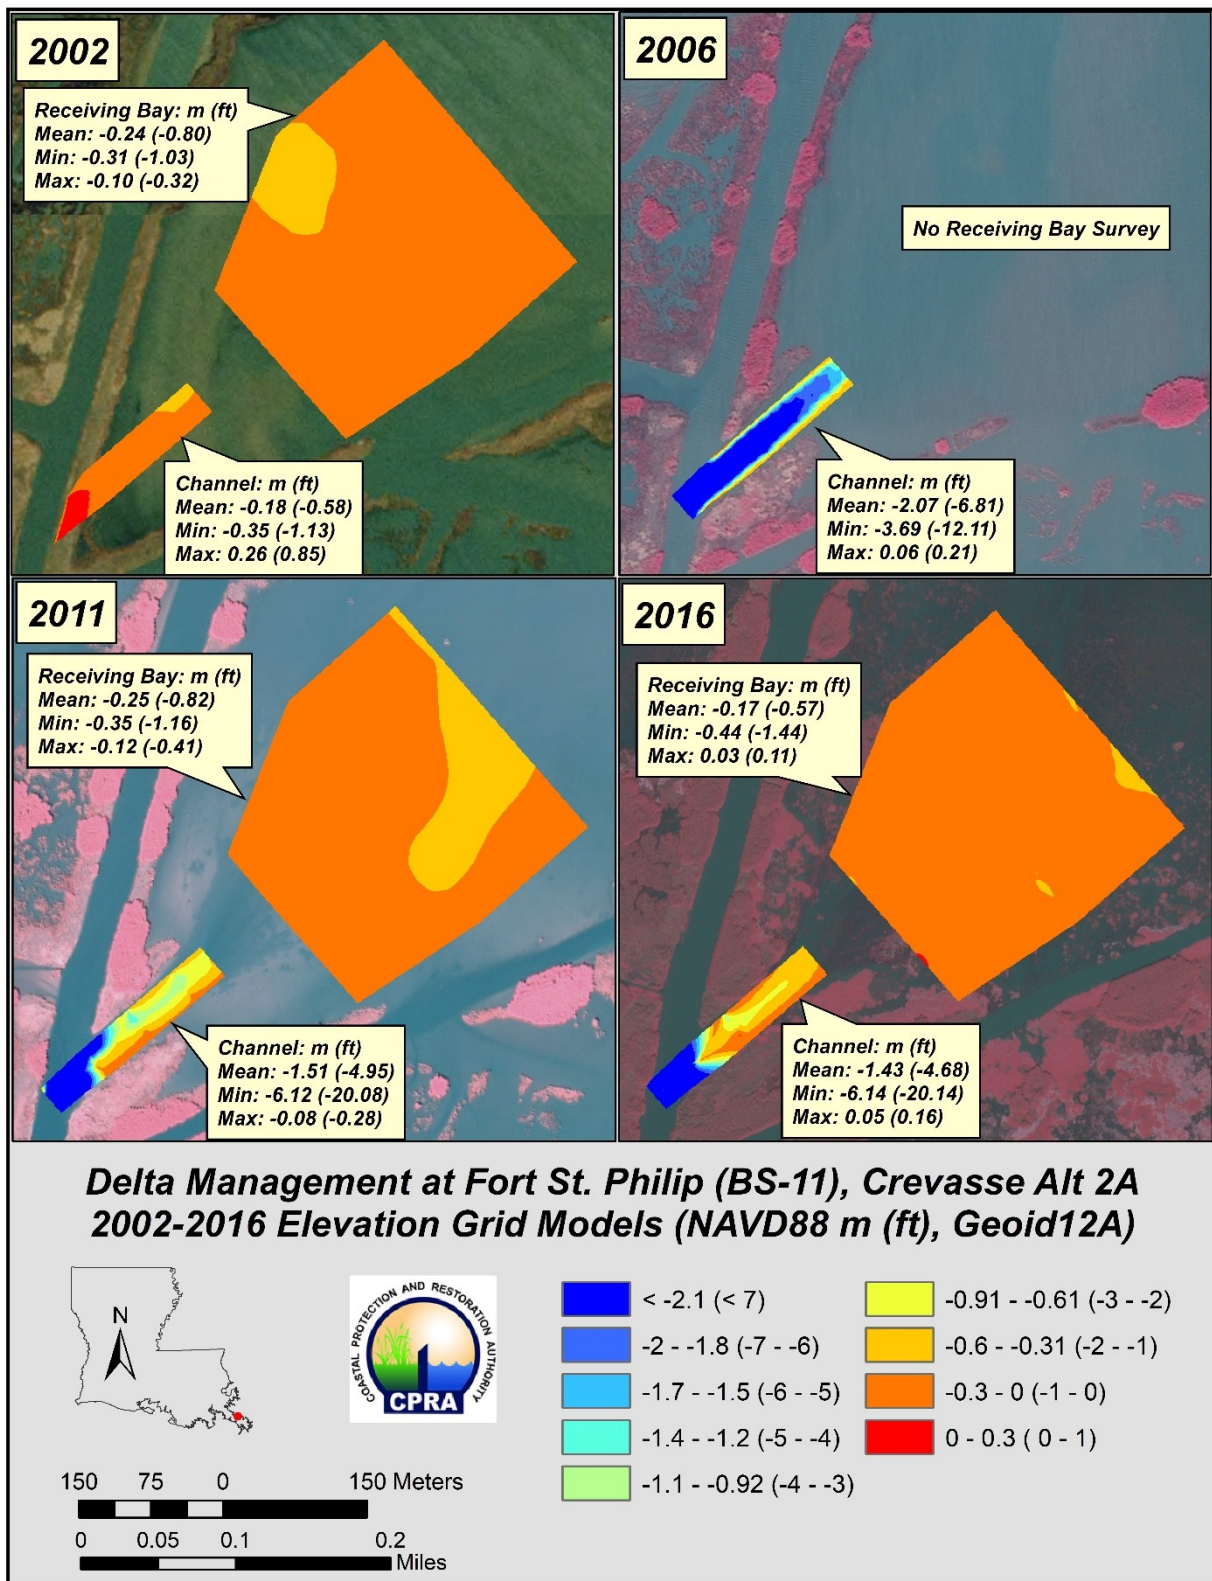 2002
Receiving Bay: m (ft)
Mean: -0.24 (-0.80)
Min: -0.31 (-1.03)
Max: -0.10 (-0.32)
Channel: m (ft)
Mean: -0.18 (-0.58)
Min: -0.35 (-1.13)
Max: 0.26 (0.85)
2006
No Receiving Bay Survey
Channel: m (ft)
Mean: -2.07 (-6.81)
Min: -3.69 (-12.11)
Max: 0.06 (0.21)
2011
Receiving Bay: m (ft)
Mean: -0.25 (-0.82)
Min: -0.35 (-1.16)
Max: -0.12 (-0.41)
Channel: m (ft)
Mean: -1.51 (-4.95)
Min: -6.12 (-20.08)
Max: -0.08 (-0.28)
2016
Receiving Bay: m (ft)
Mean: -0.17 (-0.57)
Min: -0.44 (-1.44)
Max: 0.03 (0.11)
Channel: m (ft)
Mean: -1.43 (-4.68)
Min: -6.14 (-20.14)
Max: 0.05 (0.16)
Delta Management at Fort St. Philip (BS-11), Crevasse Alt 2A
2002-2016 Elevation Grid Models (NAVD88 m (ft), Geoid12A)
N
COASTAL PROTECTION AND RESTORATION AUTHORITY
CPRA
< -2.1 (< 7)
-2 - -1.8 (-7 - -6)
-1.7 - -1.5 (-6 - -5)
-1.4 - -1.2 (-5 - -4)
-1.1 - -0.92 (-4 - -3)
-0.91 - -0.61 (-3 - -2)
-0.6 - -0.31 (-2 - -1)
-0.3 - 0 (-1 - 0)
0 - 0.3 ( 0 - 1)
150 75 0 150 Meters
0 0.05 0.1 0.2
Miles